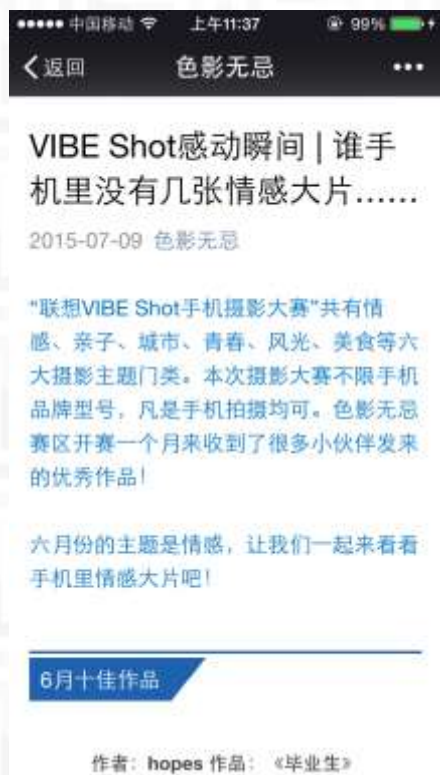 中国移动 上午11:37 99%
返回 色影无忌
VIBE Shot感动瞬间 | 谁手
机里没有几张情感大片……
2015-07-09 色影无忌
“联想VIBE Shot手机摄影大赛”共有情
感、亲子、城市、青春、风光、美食等六
大摄影主题门类。本次摄影大赛不限手机
品牌型号，凡是手机拍摄均可。色影无忌
赛区开赛一个月来收到了很多小伙伴发来
的优秀作品！
六月份的主题是情感，让我们一起来看看
手机里情感大片吧！
6月十佳作品
作者：hopes 作品：《毕业生》